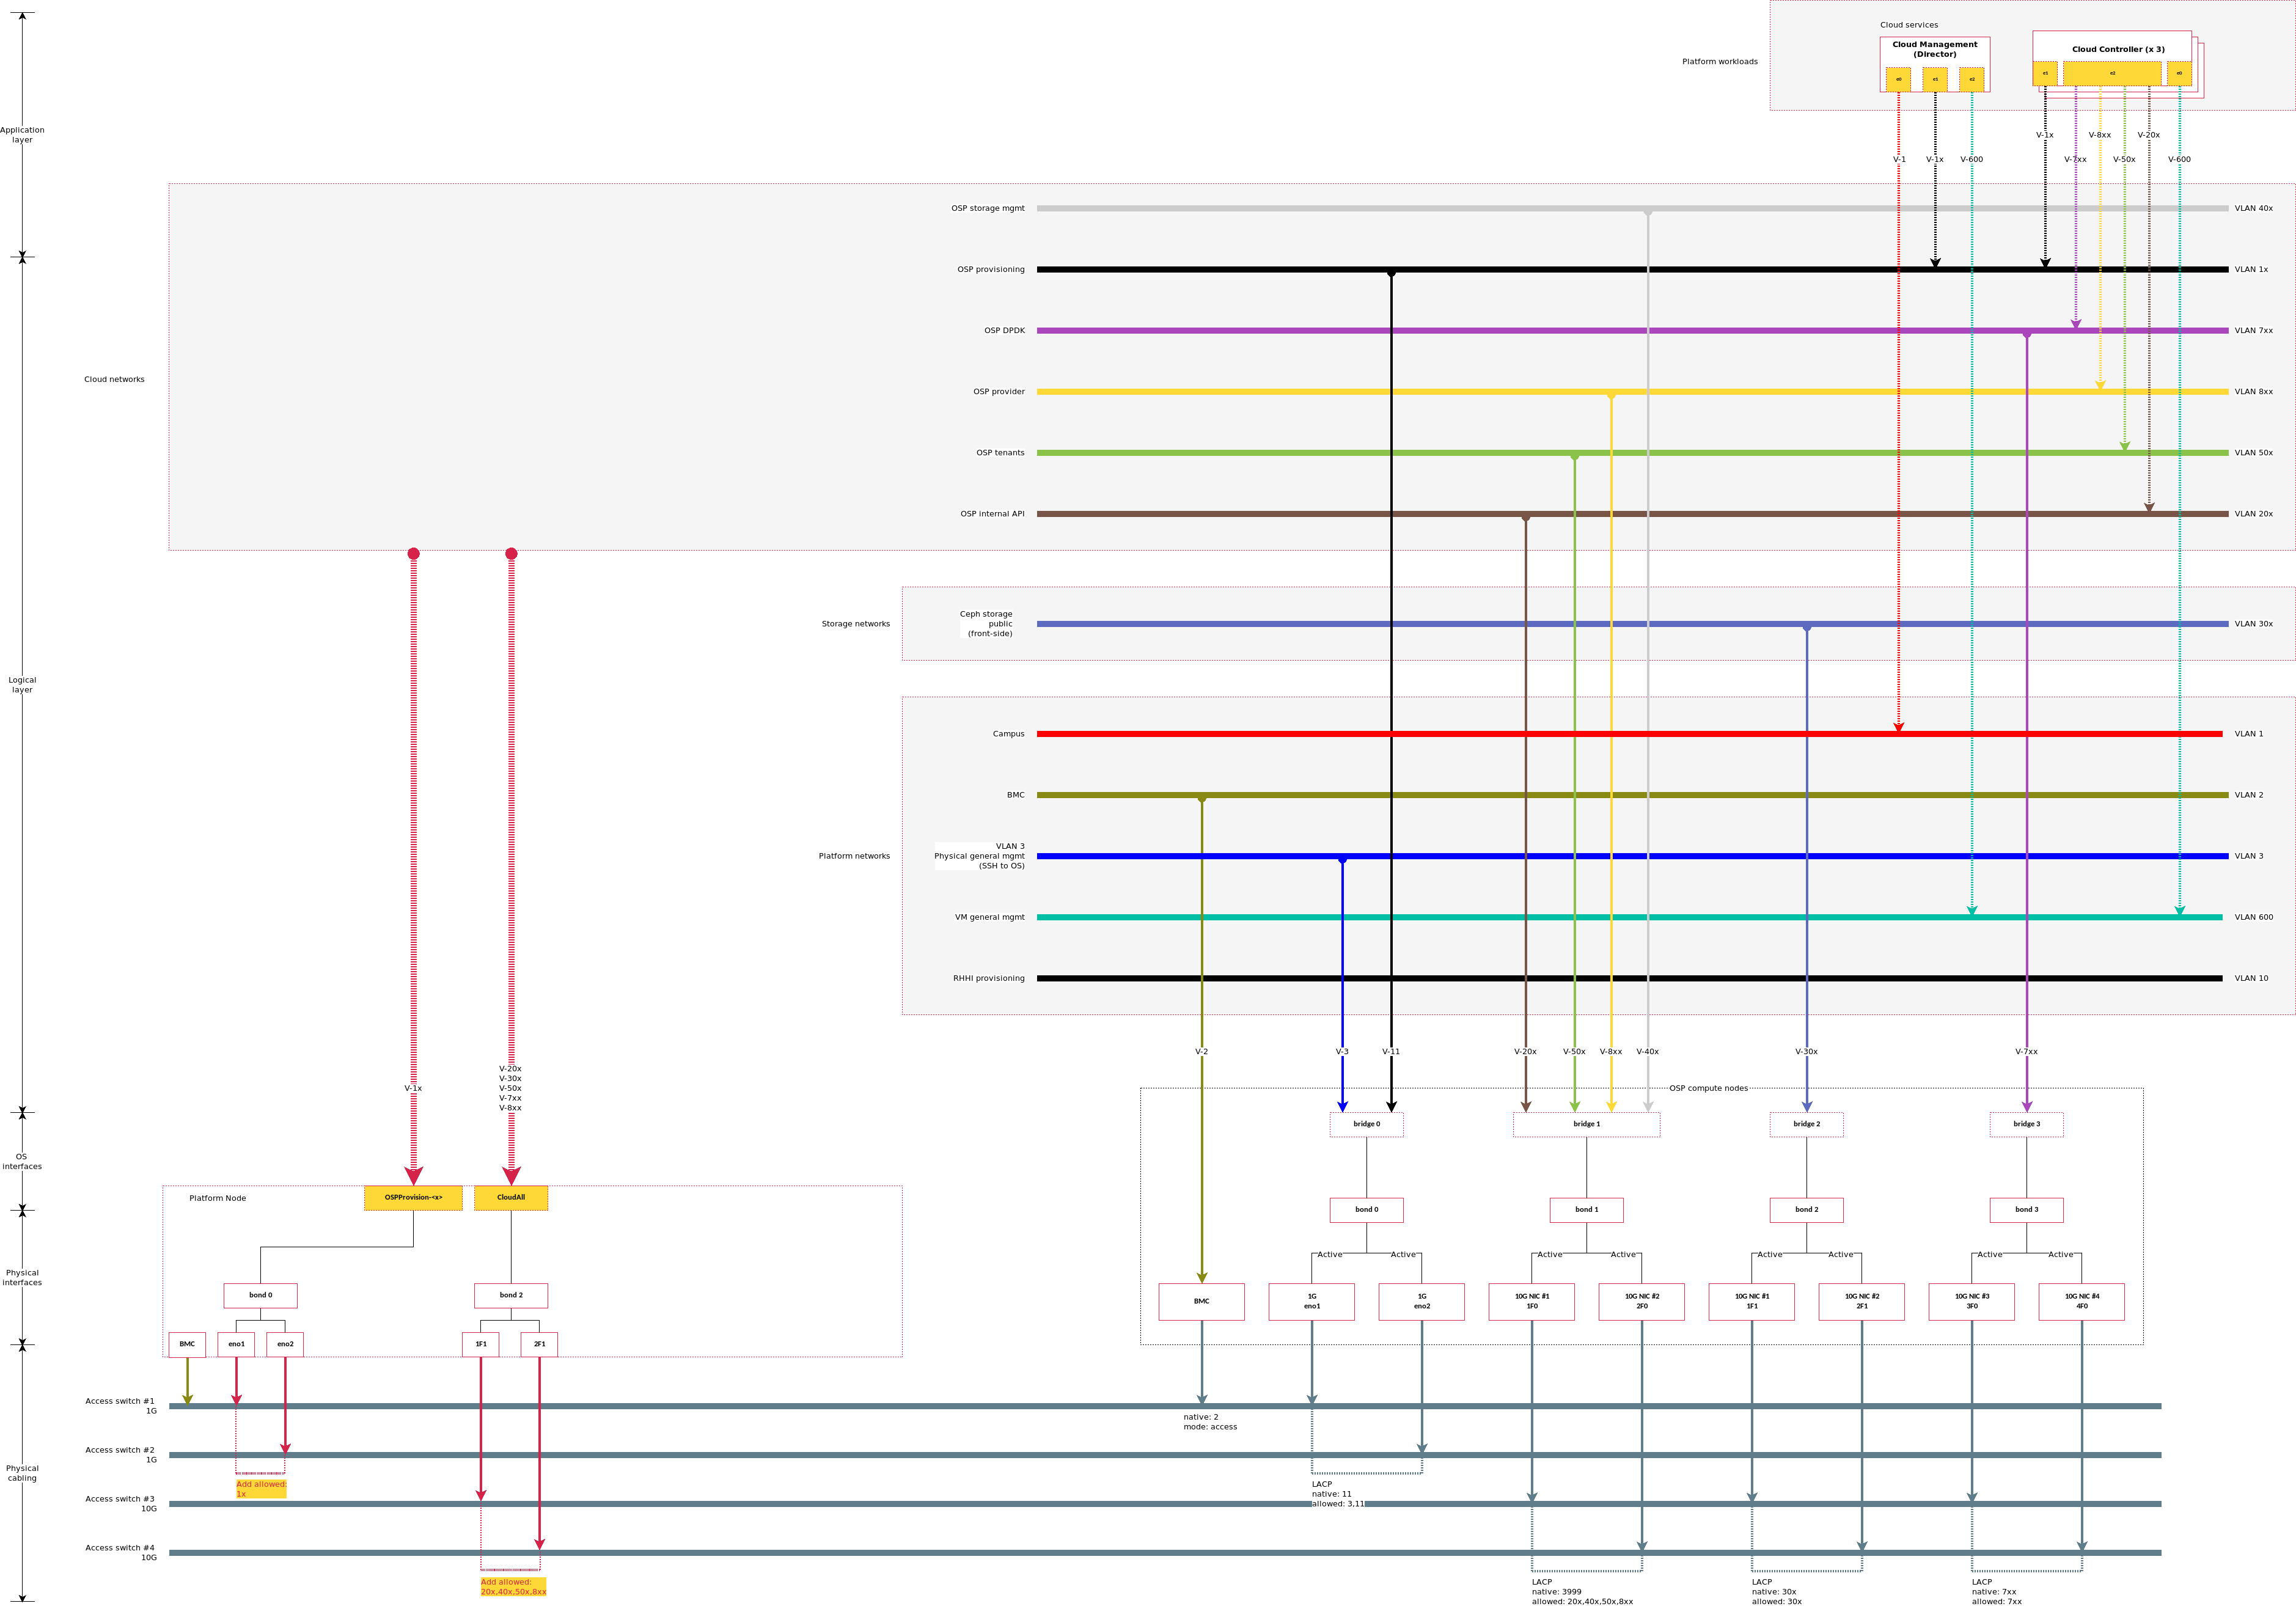 Cloud services
Cloud Management
(Director)
Cloud Controller (x 3)
Platform workloads
e0
e1
e2
e1
e2
e0
Application
layer
V-1x
V-8xx
V-20x
V-1
V-1x
V-600
V-7xx
V-50x
V-600
OSP storage mgmt
VLAN 40x
OSP provisioning
VLAN 1x
OSP DPDK
VLAN 7xx
Cloud networks
OSP provider
VLAN 8xx
OSP tenants
VLAN 50x
OSP internal API
VLAN 20x
Storage networks
Ceph storage
public
(front-side)
VLAN 30x
Logical
layer
Campus
VLAN 1
BMC
VLAN 2
Platform networks
VLAN 3
Physical general mgmt
(SSH to OS)
VLAN 3
VM general mgmt
VLAN 600
RHHI provisioning
VLAN 10
V-2
V-3
V-11
V-20x
V-50x
V-8xx
V-40x
V-30x
V-7xx
V-1x
V-20x
V-30x
V-50x
V-7xx
V-8xx
OSP compute nodes
bridge 0
bridge 1
bridge 2
bridge 3
OS
interfaces
Platform Node
OSPProvision-<x>
CloudAll
bond 0
bond 1
bond 2
bond 3
Active
Active
Active
Active
Active
Active
Active
Active
Physical
interfaces
bond 0
bond 2
BMC
1G
eno1
1G
eno2
10G NIC #1
1F0
10G NIC #2
2F0
10G NIC #1
1F1
10G NIC #2
2F1
10G NIC #3
3F0
10G NIC #4
4F0
BMC
eno1
eno2
1F1
2F1
Access switch #1
1G
native: 2
mode: access
Access switch #2
1G
Physical
cabling
Add allowed:
1x
LACP
native: 11
allowed: 3,11
Access switch #3
10G
Access switch #4
10G
Add allowed:
20x,40x,50x,8xx
LACP
native: 3999
allowed: 20x,40x,50x,8xx
LACP
native: 30x
allowed: 30x
LACP
native: 7xx
allowed: 7xx